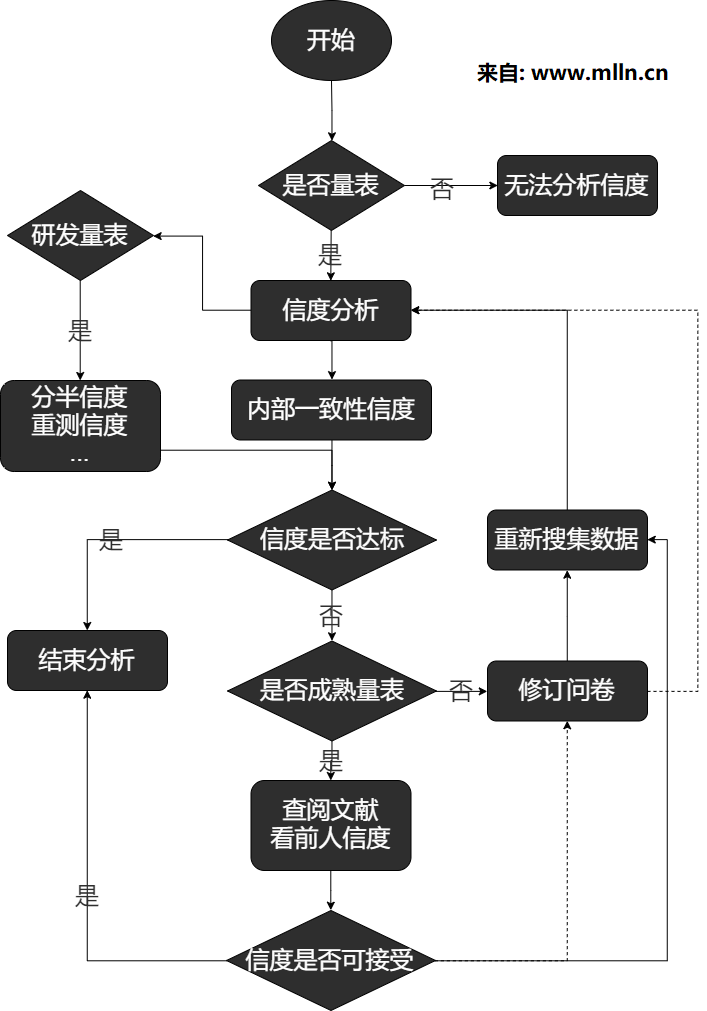 开始
来自: www.mlln.cn
是否量表
否
无法分析信度
研发量表
是
信度分析
是
分半信度
重测信度
...
内部一致性信度
信度是否达标
重新搜集数据
是
否
结束分析
是否成熟量表
否
修订问卷
是
查阅文献
看前人信度
是
信度是否可接受